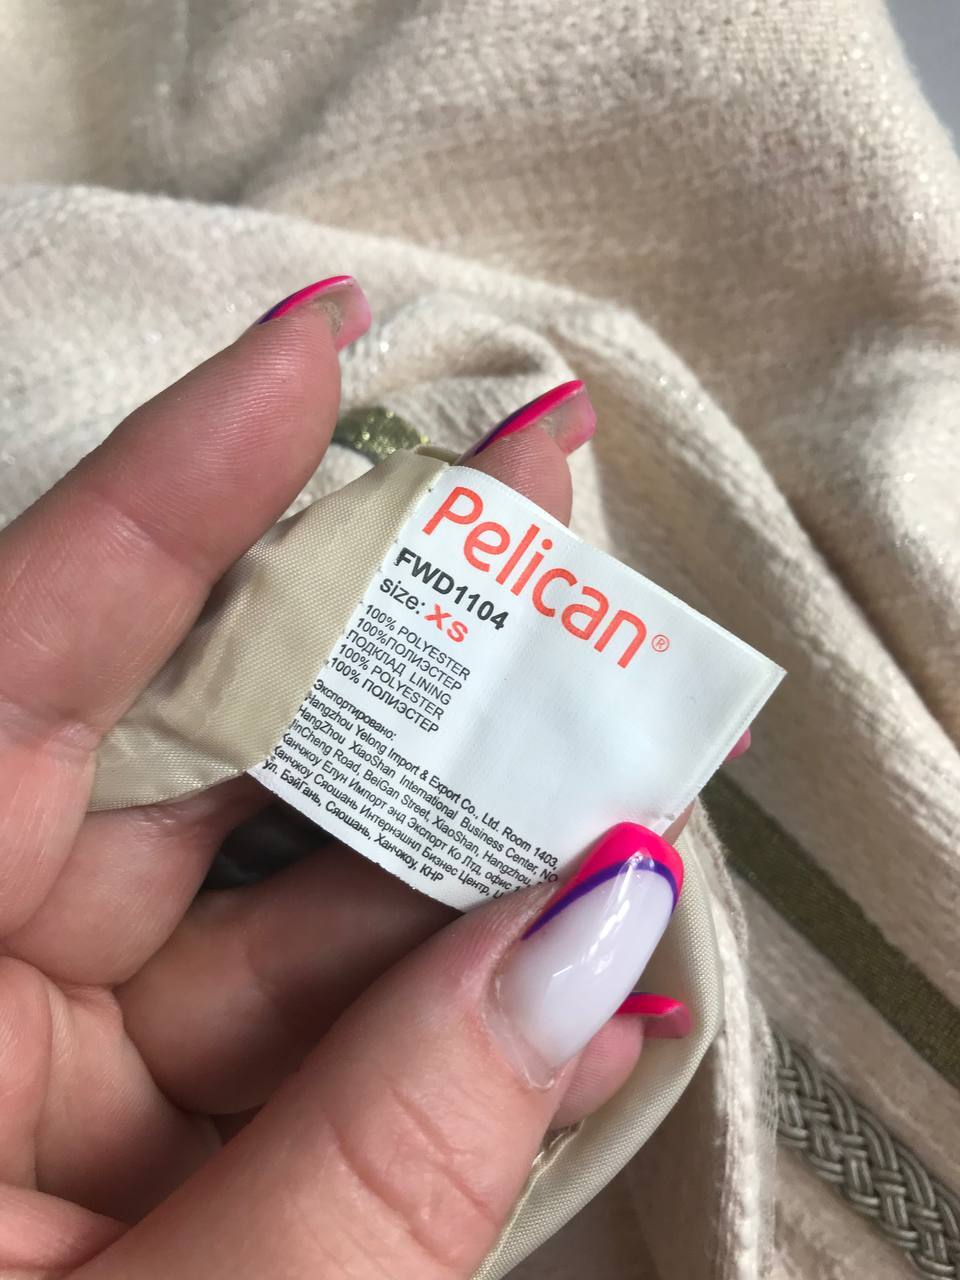 Pelican®
FWD1104
size: XS
100% POLYESTER
100%ПОЛИЭСТЕР
ПОДКЛАД LINING
100% POLYESTER
100% ПОЛИЭСТЕР
Экспортировано:
Hangzhou Yelong Import & Export Co., Ltd. Room 1403,
HangZhou XiaoShan International Business Center, NO
JinCheng Road, BeiGan Street, XiaoShan, Hangzhou,
Ханчжоу Елун Импорт энд Экспорт Ко Лтд, офис
Ханчжоу Сяошань Интернэшнл Бизнес Центр,
ул. БэйГань, Сяошань, Ханчжоу, КНР